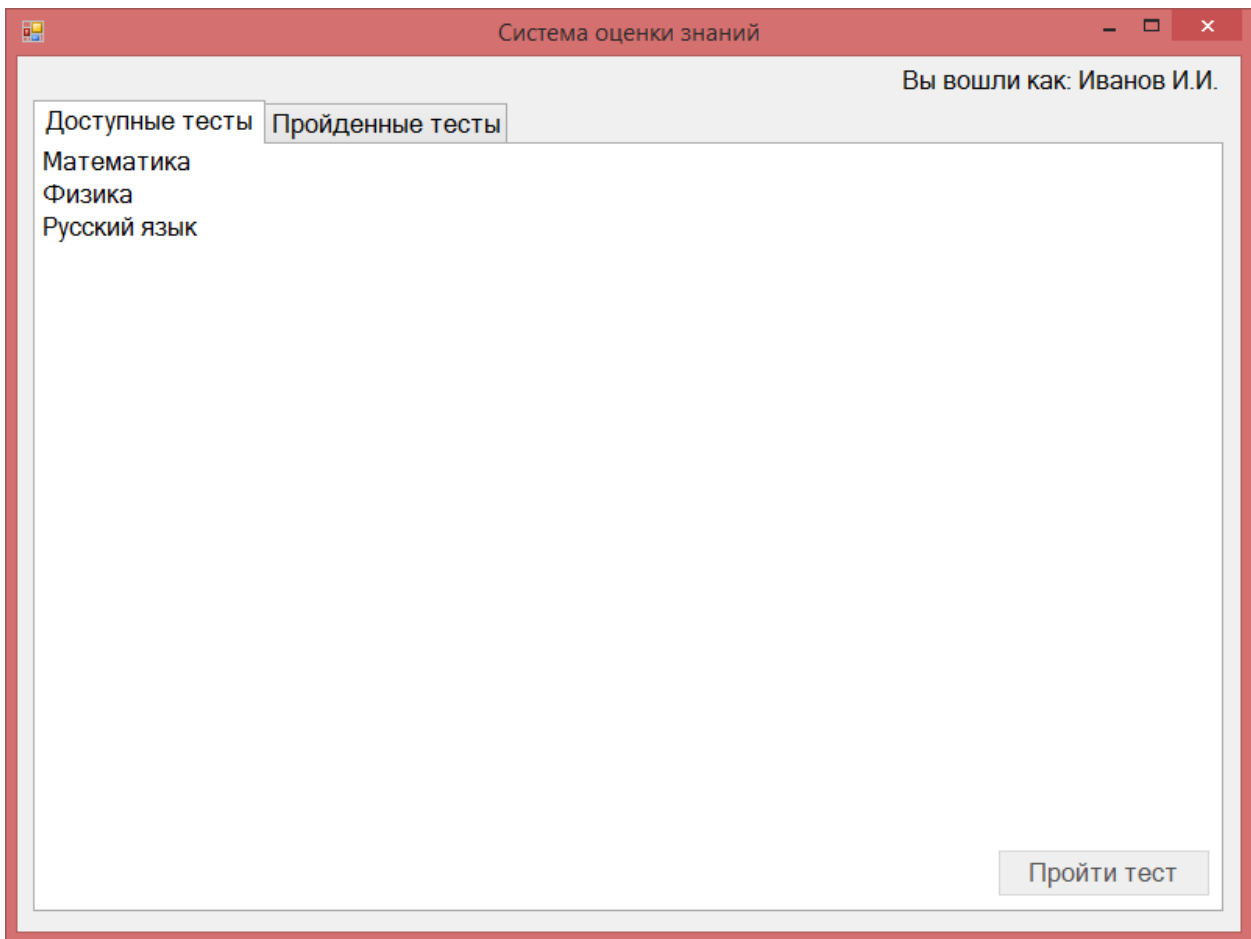 Система оценки знаний
Вы вошли как: Иванов И.И.
Доступные тесты Пройденные тесты
Математика
Физика
Русский язык
Пройти тест